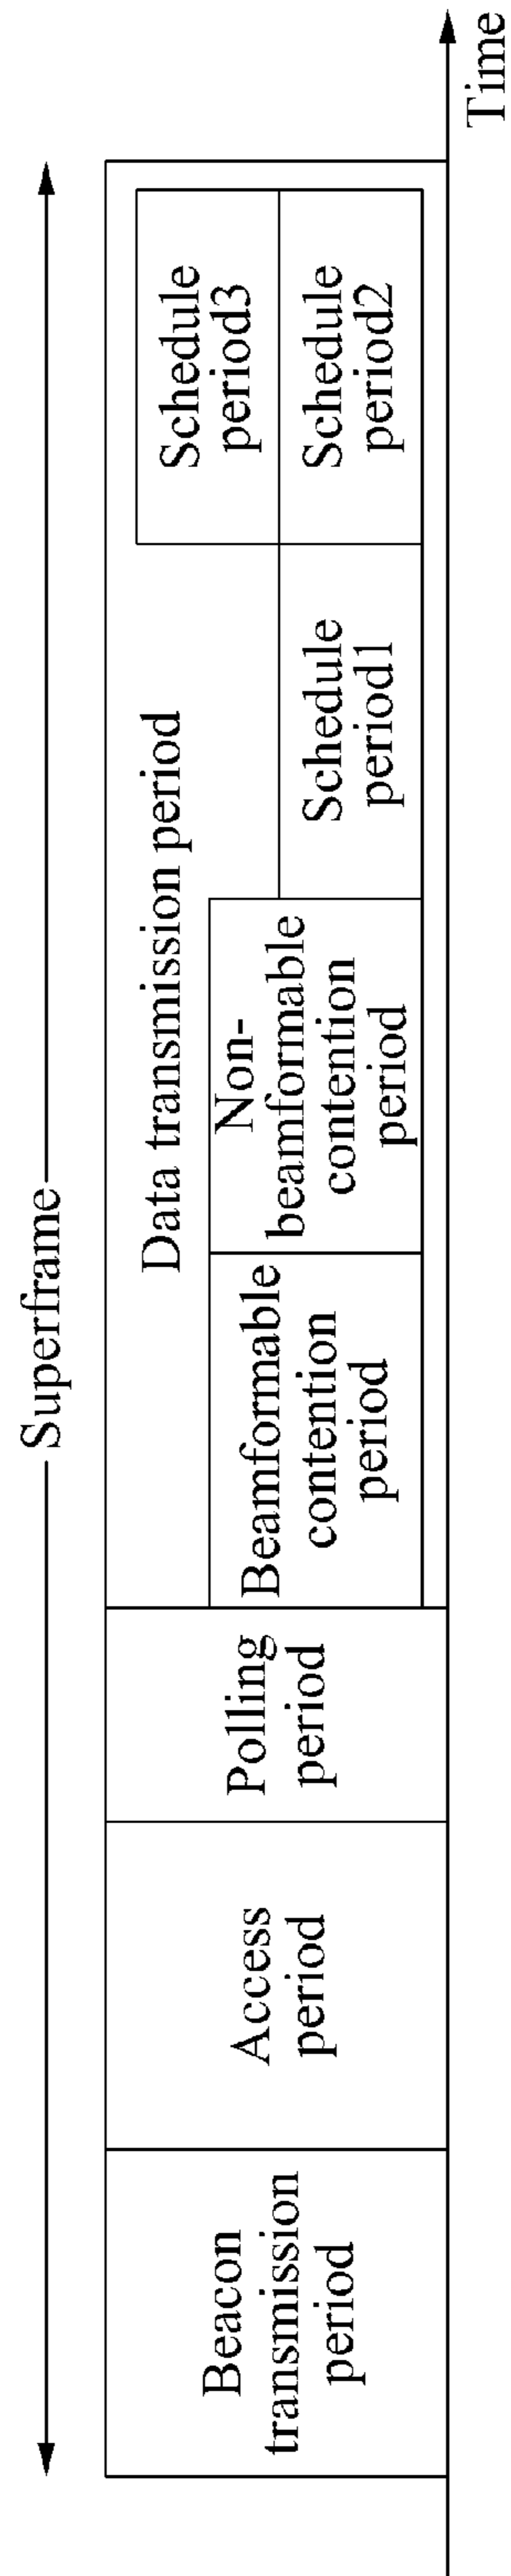 Superframe
Beacon
transmission
period
Access
period
Polling
period
Data transmission period
Beamformable
contention
period
Non-
beamformable
contention
period
Schedule
period1
Schedule
period3
Schedule
period2
Time